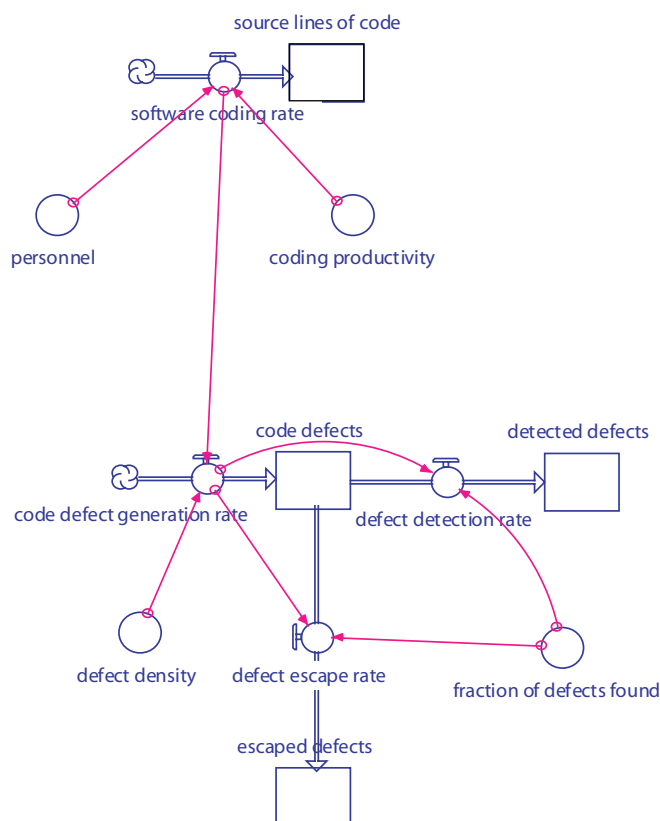 source lines of code
software coding rate
personnel
coding productivity
code defects
detected defects
code defect generation rate
defect detection rate
defect density
defect escape rate
fraction of defects found
escaped defects